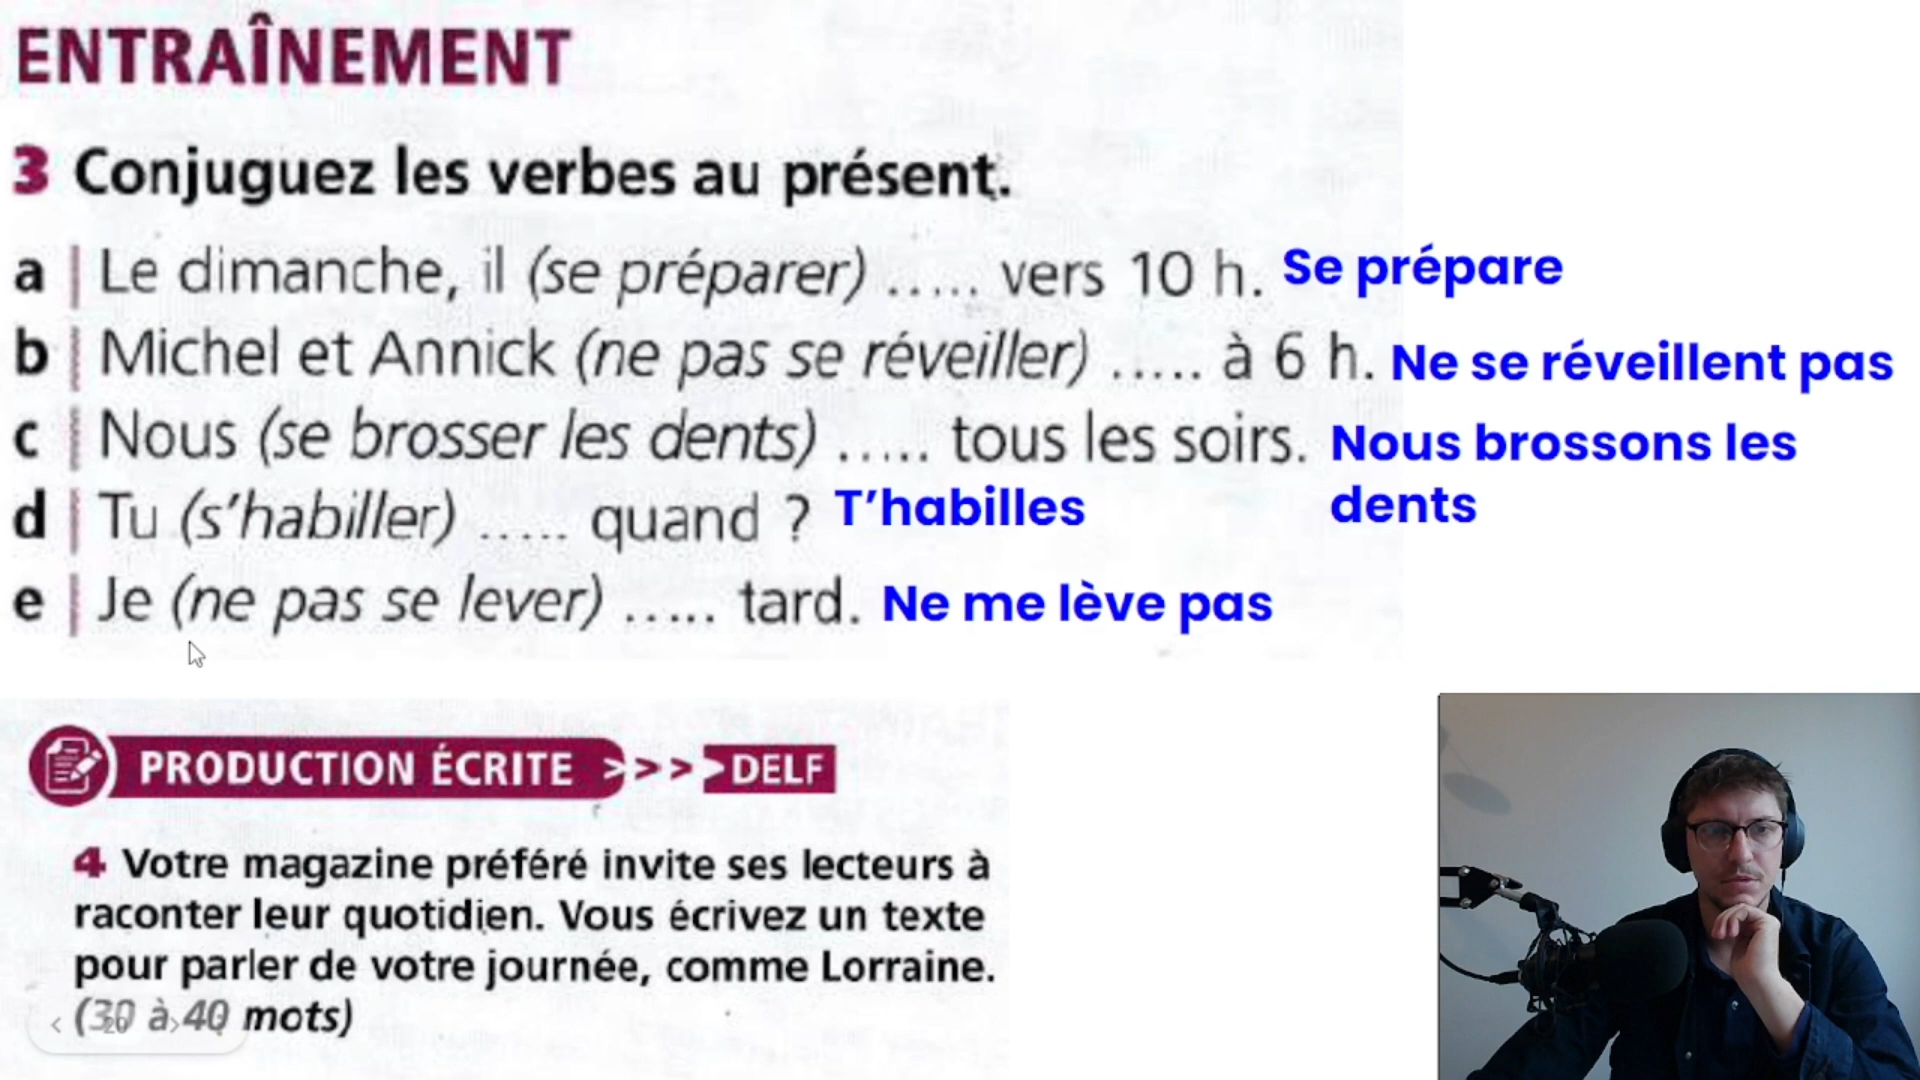 ENTRAÎNEMENT
3 Conjuguez les verbes au présent.
a Le dimanche, il (se préparer) ..... vers 10 h. Se prépare
b Michel et Annick (ne pas se réveiller) ..... à 6 h. Ne se réveillent pas
c Nous (se brosser les dents) ..... tous les soirs. Nous brossons les
dents
d Tu (s'habiller) ..... quand ? T'habilles
e Je (ne pas se lever) ..... tard. Ne me lève pas
PRODUCTION ÉCRITE >>> >DELF
4 Votre magazine préféré invite ses lecteurs à
raconter leur quotidien. Vous écrivez un texte
pour parler de votre journée, comme Lorraine.
(30 à 40 mots)